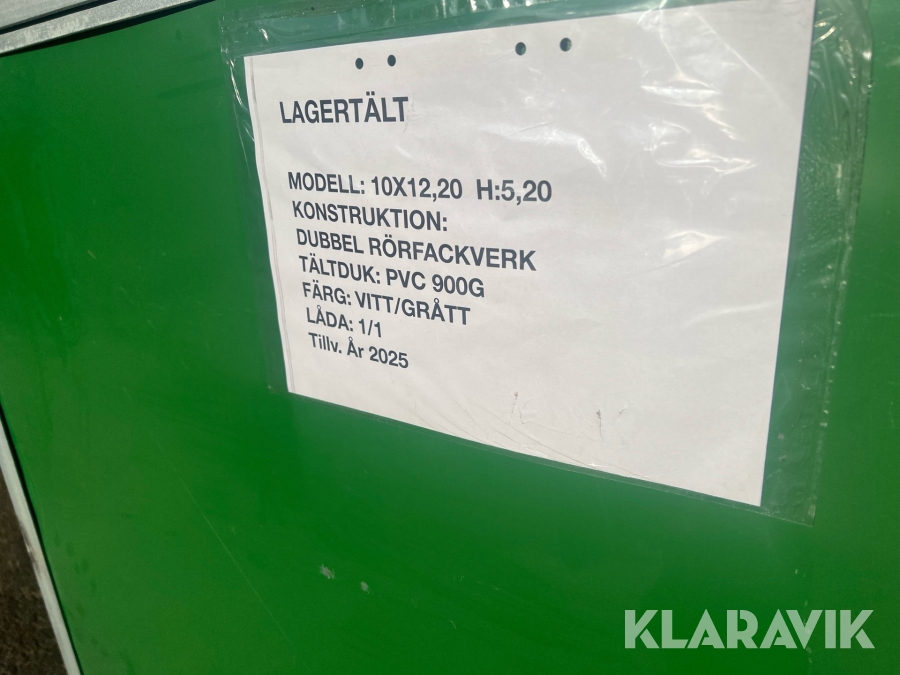 LAGERTÄLT
MODELL: 10X12,20 H:5,20
KONSTRUKTION:
DUBBEL RÖRFACKVERK
TÄLTDUK: PVC 900G
FÄRG: VITT/GRÅTT
LÅDA: 1/1
Tillv. År 2025
KLARAVIK